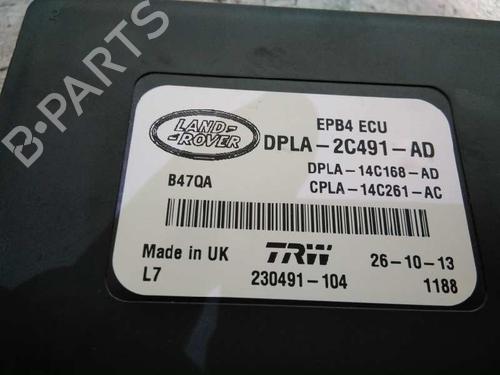 B-PARTS
LAND-
ROVER
EPB4 ECU
DPLA-2C491-AD
DPLA-14C168-AD
B47QA
CPLA-14C261-AC
Made in UK
TRW
26-10-13
L7
230491-104
1188